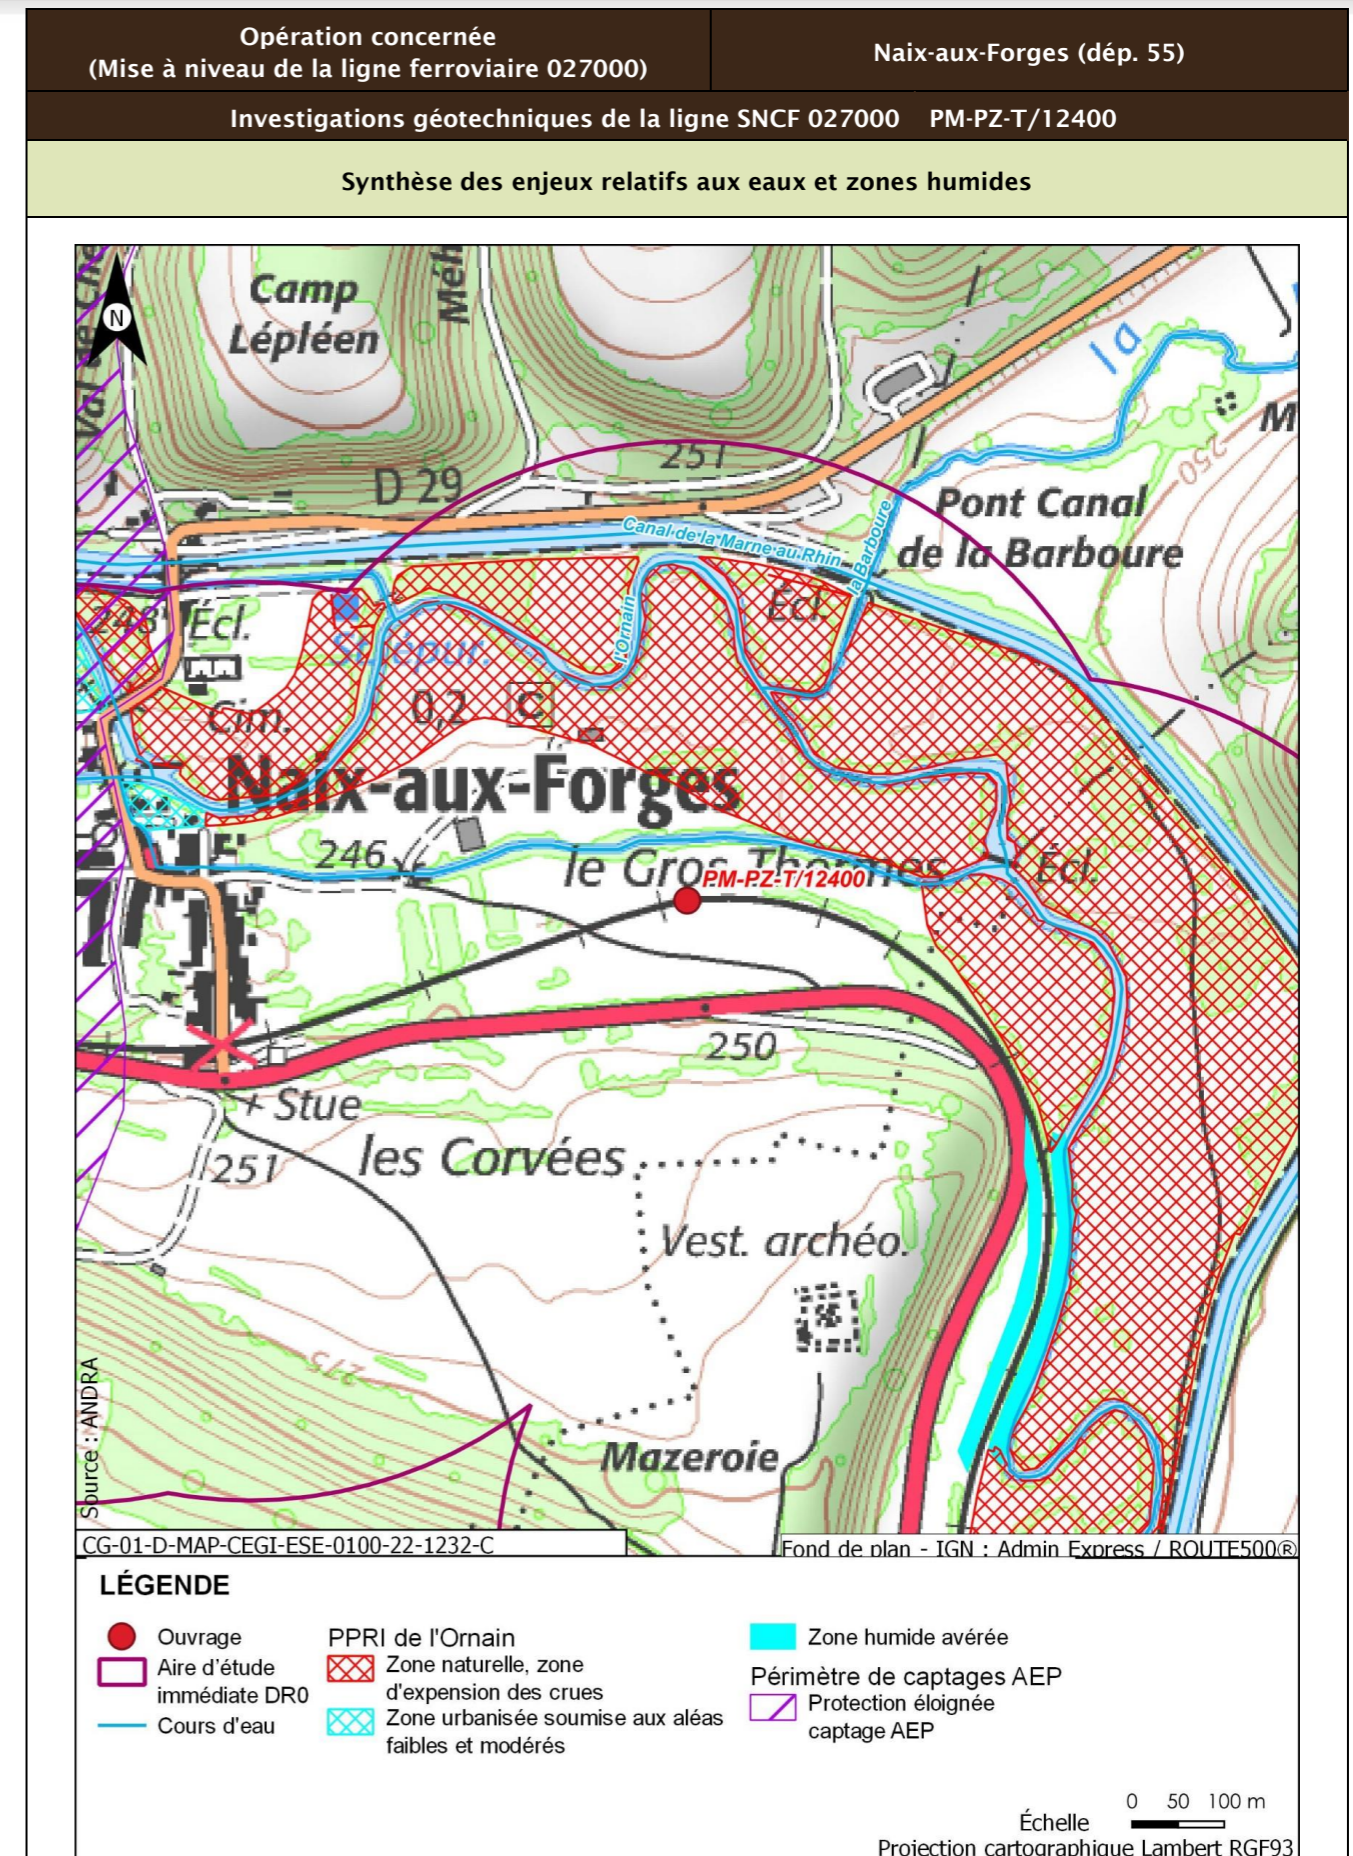 Opération concernée
(Mise à niveau de la ligne ferroviaire 027000)
Naix-aux-Forges (dép. 55)
Investigations géotechniques de la ligne SNCF 027000 PM-PZ-T/12400
Synthèse des enjeux relatifs aux eaux et zones humides
N
Camp
Lépléen
Méh
la
M
D 29
251
250
Pont Canal
de la Barboure
Canal de la Marne au Rhin
la Barboure
l'Ornain
248
Écl.
Écl.
St. épur.
Cim.
0,2
C
Naix-aux-Forges
246
le Gros Thermes
PM-PZ-T/12400
Écl.
250
+ Stue
251
les Corvées
Vest. archéo.
275
Mazeroie
Source : ANDRA
CG-01-D-MAP-CEGI-ESE-0100-22-1232-C
Fond de plan - IGN : Admin Express / ROUTE500®
LÉGENDE
Ouvrage
Aire d'étude
immédiate DR0
Cours d'eau
PPRI de l'Ornain
Zone naturelle, zone
d'expension des crues
Zone urbanisée soumise aux aléas
faibles et modérés
Zone humide avérée
Périmètre de captages AEP
Protection éloignée
captage AEP
0 50 100 m
Échelle
Projection cartographique Lambert RGF93